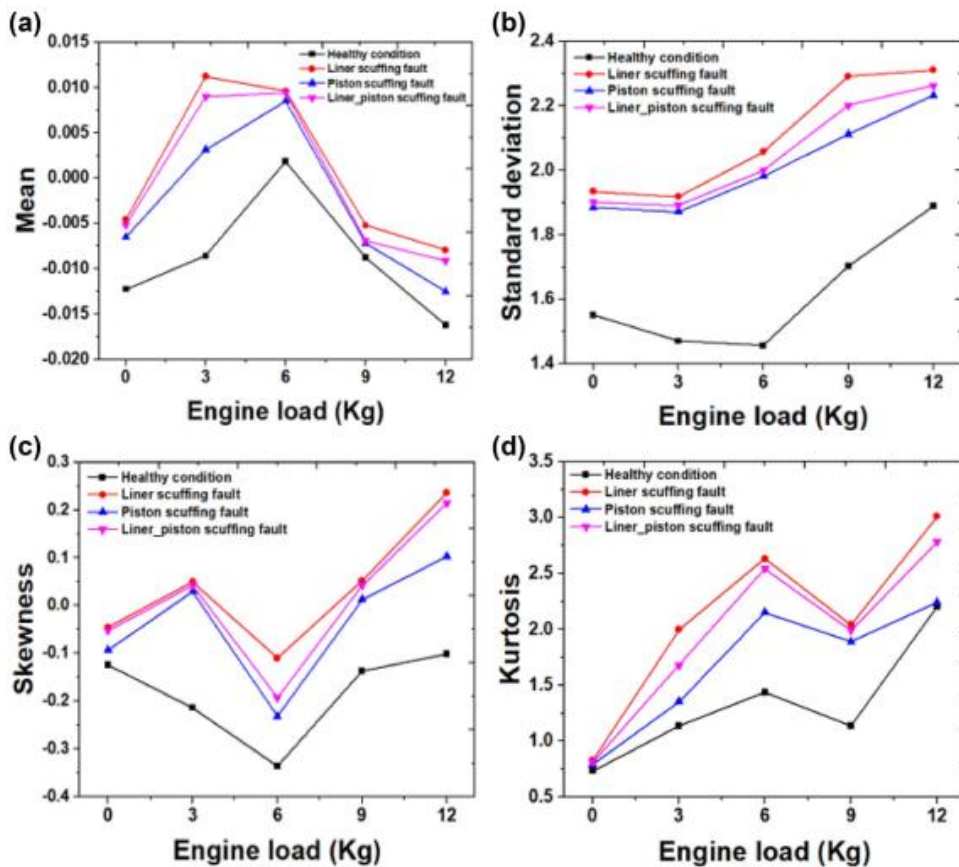 (a)
0.015
0.010
0.005
0.000
-0.005
-0.010
-0.015
-0.020
Mean
Healthy condition
Liner scuffing fault
Piston scuffing fault
Liner_piston scuffing fault
0 3 6 9 12
Engine load (Kg)
(b)
2.4
2.2
2.0
1.8
1.6
1.4
Standard deviation
Healthy condition
Liner scuffing fault
Piston scuffing fault
Liner_piston scuffing fault
0 3 6 9 12
Engine load (Kg)
(c)
0.3
0.2
0.1
0.0
-0.1
-0.2
-0.3
-0.4
Skewness
Healthy condition
Liner scuffing fault
Piston scuffing fault
Liner_piston scuffing fault
0 3 6 9 12
Engine load (Kg)
(d)
3.5
3.0
2.5
2.0
1.5
1.0
0.5
Kurtosis
Healthy condition
Liner scuffing fault
Piston scuffing fault
Liner_piston scuffing fault
0 3 6 9 12
Engine load (Kg)